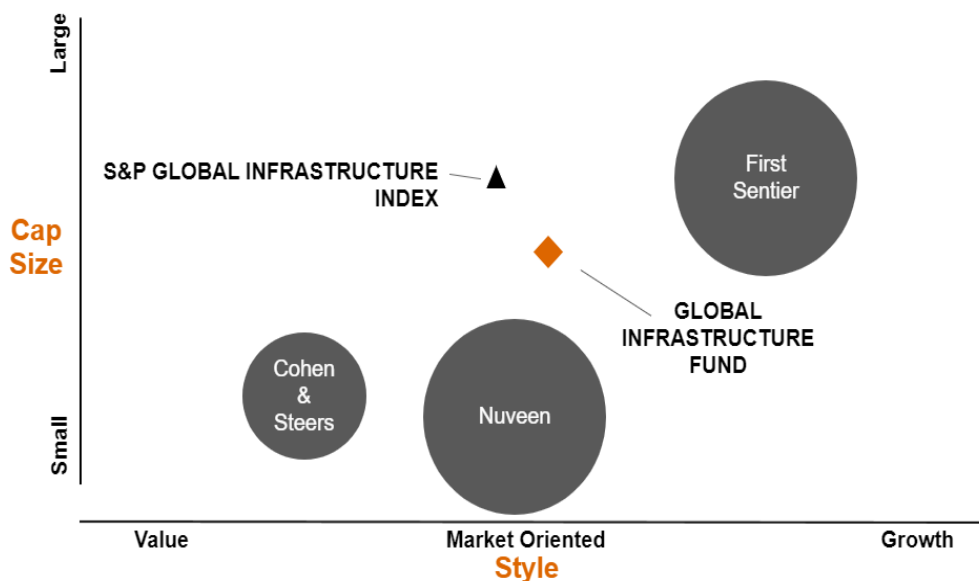 Large
S&P GLOBAL INFRASTRUCTURE
INDEX
First
Sentier
Cap
Size
GLOBAL
INFRASTRUCTURE
FUND
Cohen
&
Steers
Nuveen
Small
Value
Market Oriented
Growth
Style